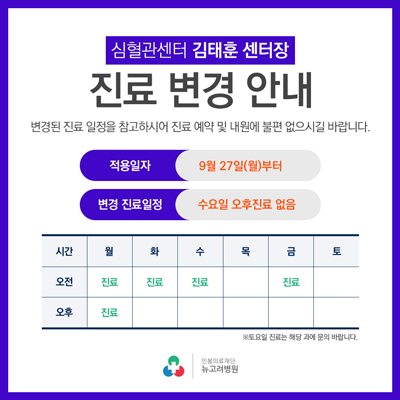 심혈관센터 김태훈 센터장
진료 변경 안내
변경된 진료 일정을 참고하시어 진료 예약 및 내원에 불편 없으시길 바랍니다.
적용일자 9월 27일(월)부터
변경 진료일정 수요일 오후진료 없음
시간 월 화 수 목 금 토
오전 진료 진료 진료 진료
오후 진료
※토요일 진료는 해당 과에 문의 바랍니다.
인봉의료재단
뉴고려병원